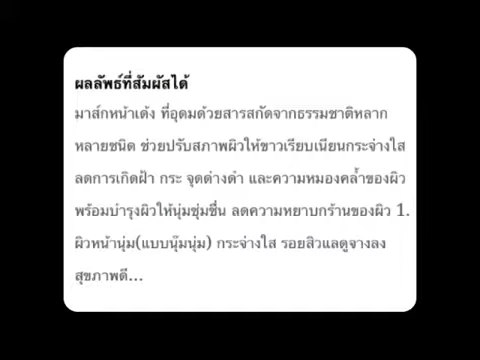 ผลลัพธ์ที่สัมผัสได้
มาส์กหน้าเด้ง ที่อุดมด้วยสารสกัดจากธรรมชาติหลาก
หลายชนิด ช่วยปรับสภาพผิวให้ขาวเรียบเนียนกระจ่างใส
ลดการเกิดฝ้า กระ จุดด่างดำ และความหมองคล้ำของผิว
พร้อมบำรุงผิวให้นุ่มชุ่มชื่น ลดความหยาบกร้านของผิว 1.
ผิวหน้านุ่ม(แบบนุ๊มนุ่ม) กระจ่างใส รอยสิวแลดูจางลง
สุขภาพดี...